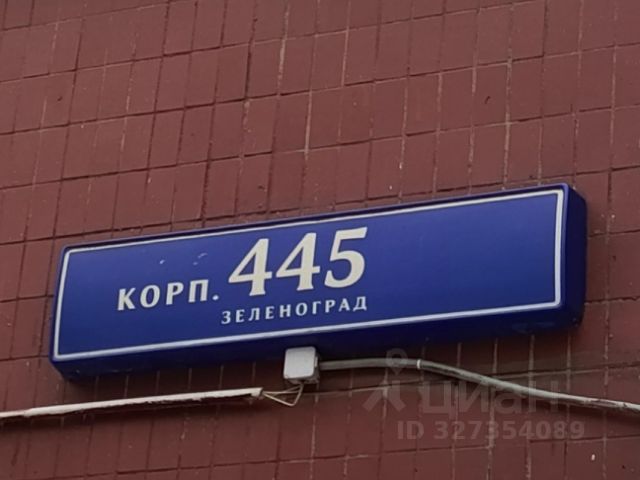 КОРП. 445
ЗЕЛЕНОГРАД
циан
ID 327354089